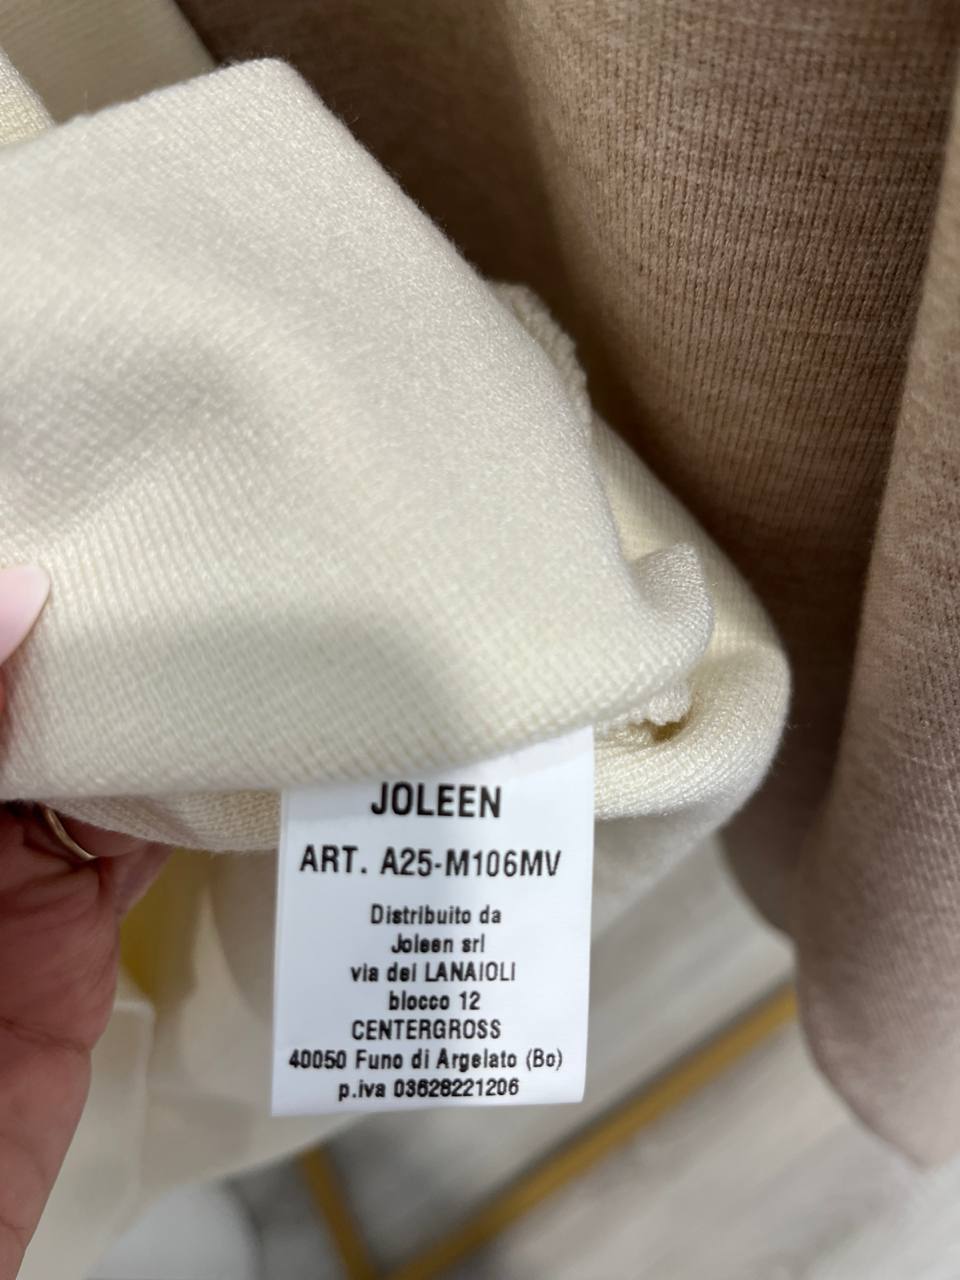 JOLEEN
ART. A25-M106MV
Distribuito da
Joleen srl
via dei LANAIOLI
blocco 12
CENTERGROSS
40050 Funo di Argelato (Bo)
p.iva 03628221206